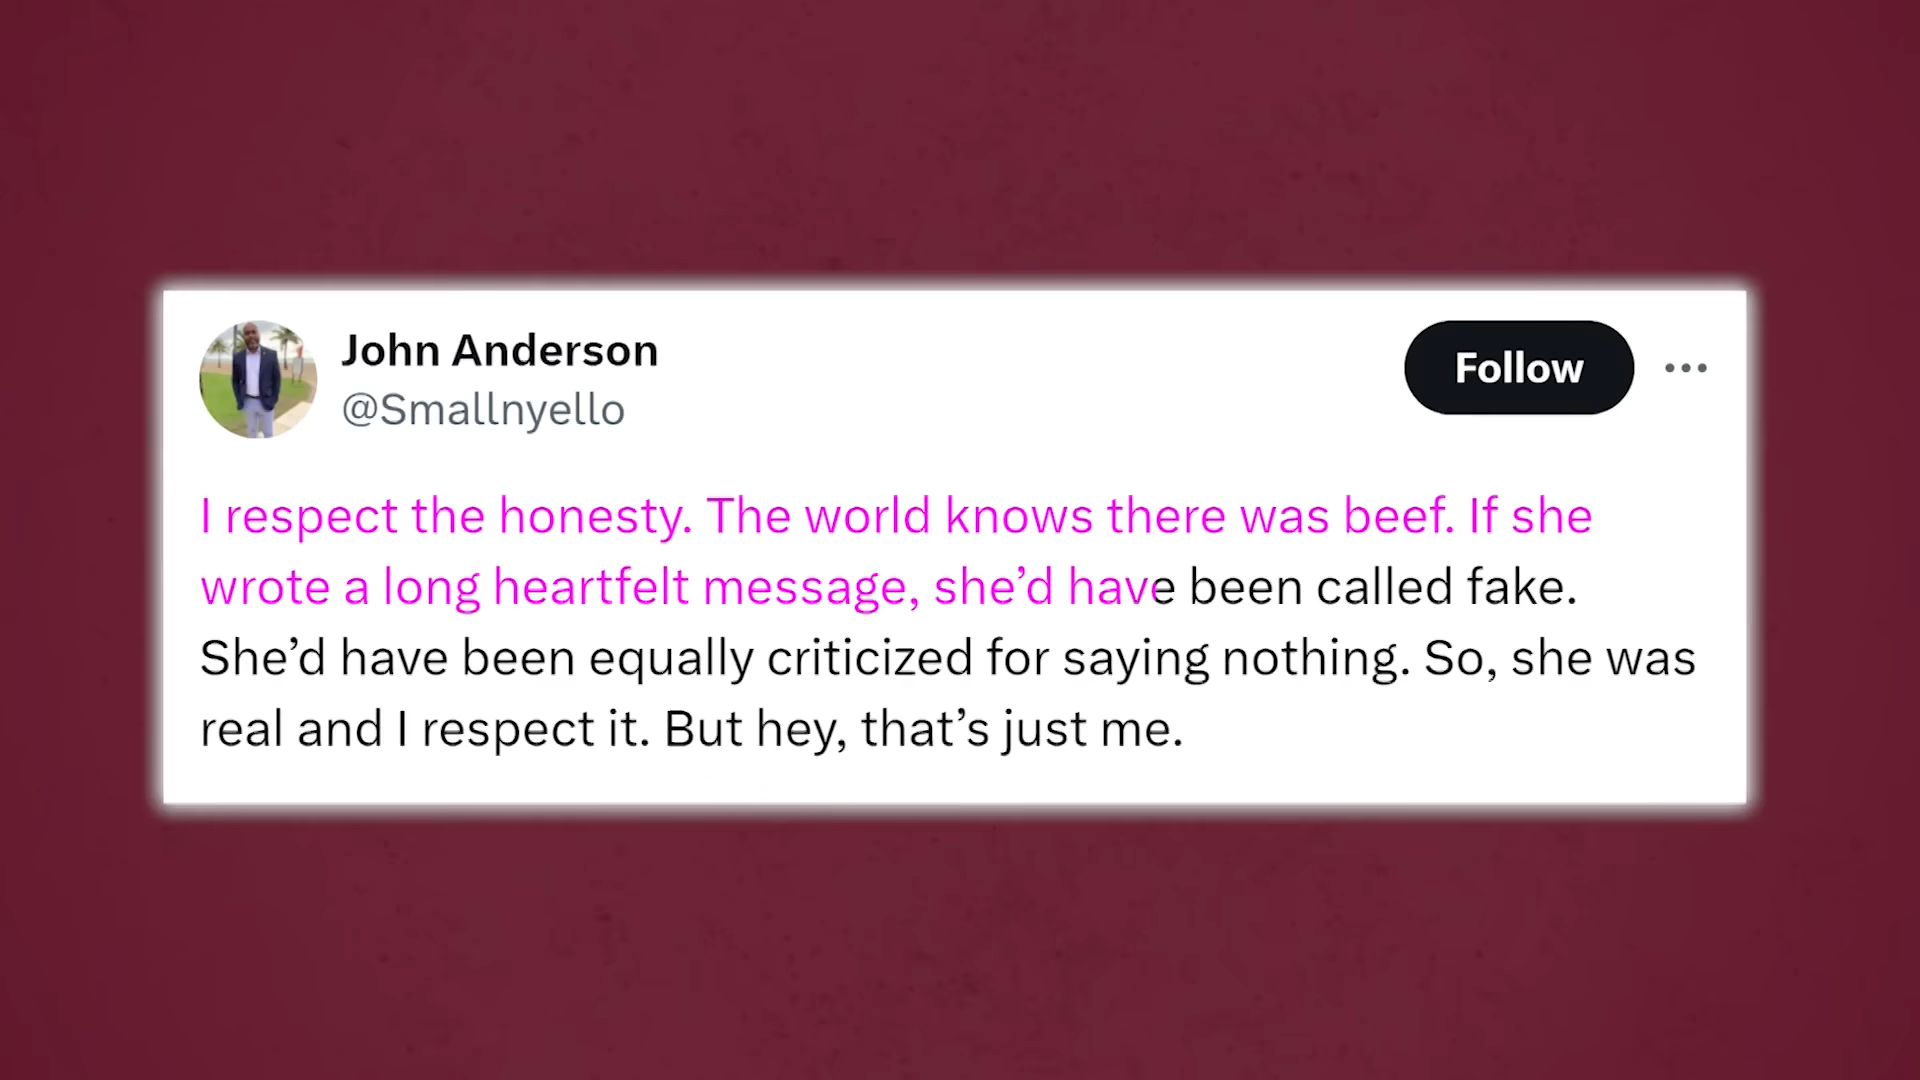 John Anderson
@Smallnyello
Follow
I respect the honesty. The world knows there was beef. If she
wrote a long heartfelt message, she’d have been called fake.
She’d have been equally criticized for saying nothing. So, she was
real and I respect it. But hey, that’s just me.